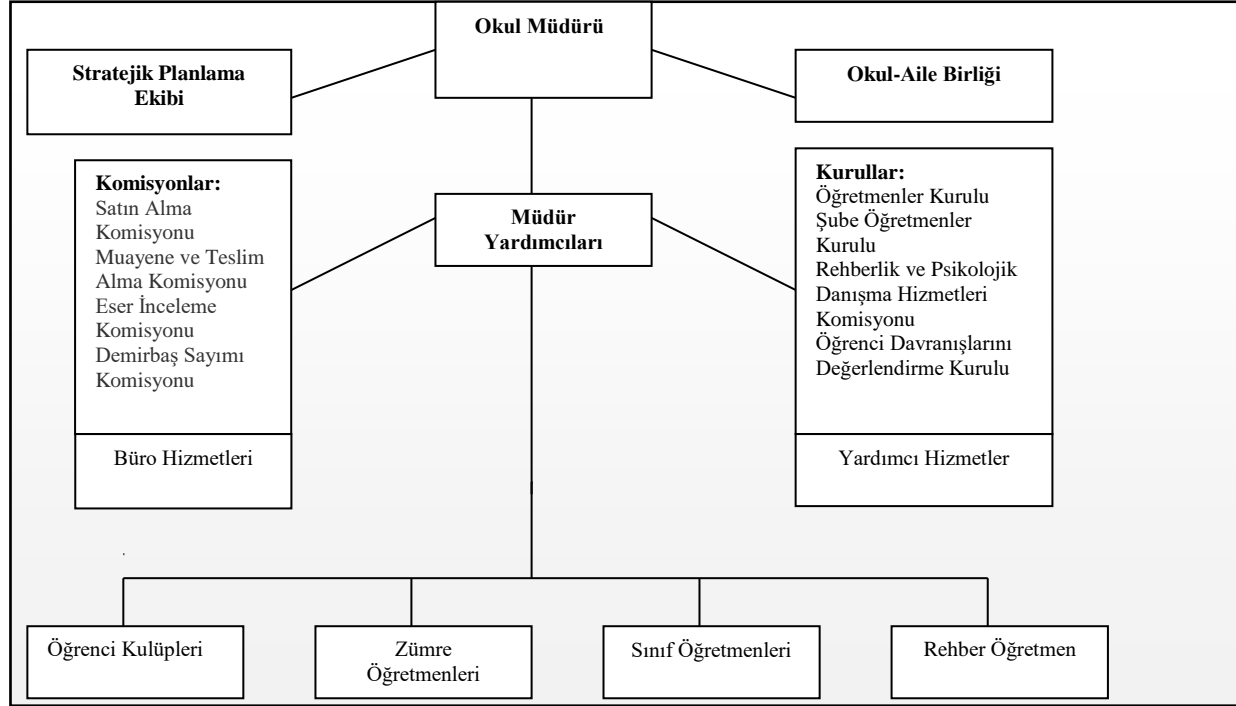 Okul Müdürü
Stratejik Planlama
Ekibi
Okul-Aile Birliği
Komisyonlar:
Satın Alma
Komisyonu
Muayene ve Teslim
Alma Komisyonu
Eser İnceleme
Komisyonu
Demirbaş Sayımı
Komisyonu
Müdür
Yardımcıları
Kurullar:
Öğretmenler Kurulu
Şube Öğretmenler
Kurulu
Rehberlik ve Psikolojik
Danışma Hizmetleri
Komisyonu
Öğrenci Davranışlarını
Değerlendirme Kurulu
Büro Hizmetleri
Yardımcı Hizmetler
Öğrenci Kulüpleri
Zümre
Öğretmenleri
Sınıf Öğretmenleri
Rehber Öğretmen